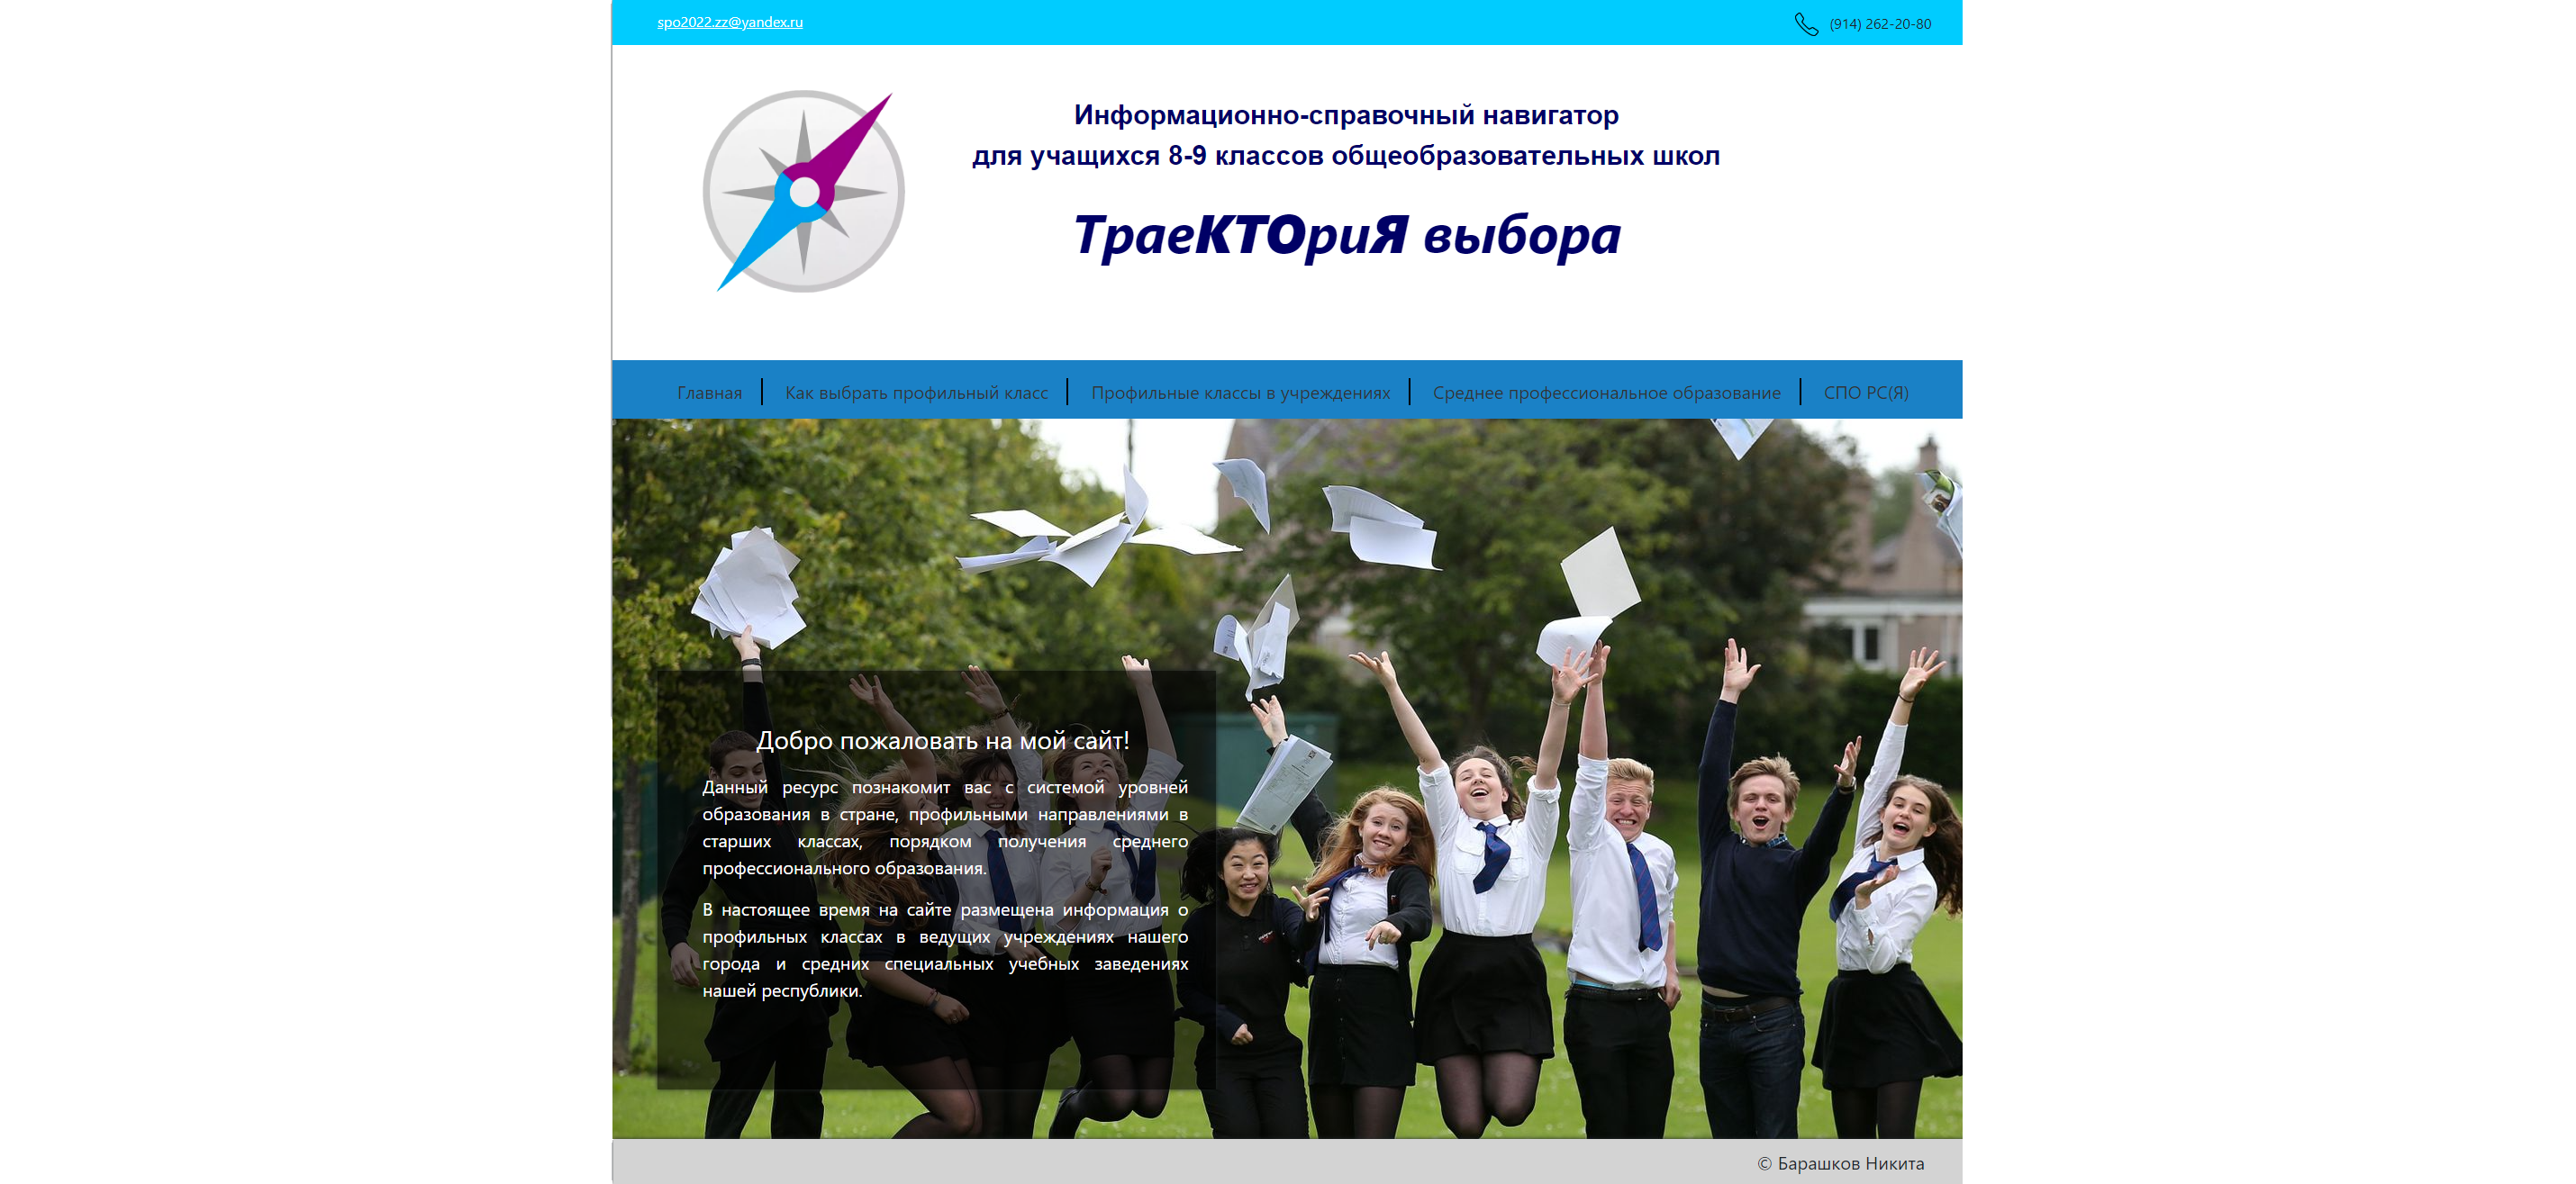 spo2022.zz@yandex.ru
(914) 262-20-80
Информационно-справочный навигатор
для учащихся 8-9 классов общеобразовательных школ
ТраеКТОриЯ выбора
Главная
Как выбрать профильный класс
Профильные классы в учреждениях
Среднее профессиональное образование
СПО РС(Я)
Добро пожаловать на мой сайт!
Данный ресурс познакомит вас с системой уровней
образования в стране, профильными направлениями в
старших классах, порядком получения среднего
профессионального образования.
В настоящее время на сайте размещена информация о
профильных классах в ведущих учреждениях нашего
города и средних специальных учебных заведениях
нашей республики.
© Барашков Никита